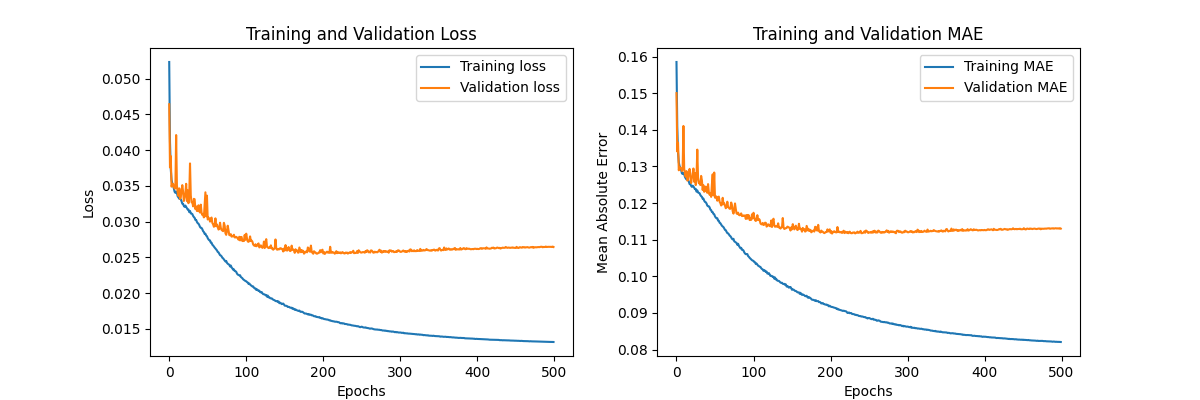 Training and Validation Loss
Training loss
Validation loss
0.050
0.045
0.040
0.035
0.030
0.025
0.020
0.015
Loss
0 100 200 300 400 500
Epochs
Training and Validation MAE
Training MAE
Validation MAE
0.16
0.15
0.14
0.13
0.12
0.11
0.10
0.09
0.08
Mean Absolute Error
0 100 200 300 400 500
Epochs